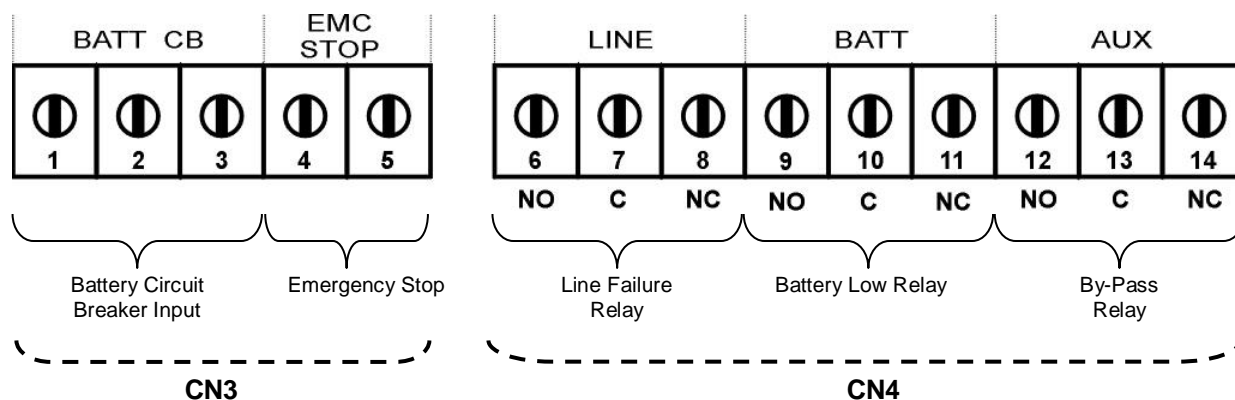 BATT CB
EMC
STOP
LINE
BATT
AUX
1 2 3 4 5
6 7 8 9 10 11 12 13 14
NO C NC NO C NC NO C NC
Battery Circuit
Breaker Input
Emergency Stop
Line Failure
Relay
Battery Low Relay
By-Pass
Relay
CN3
CN4